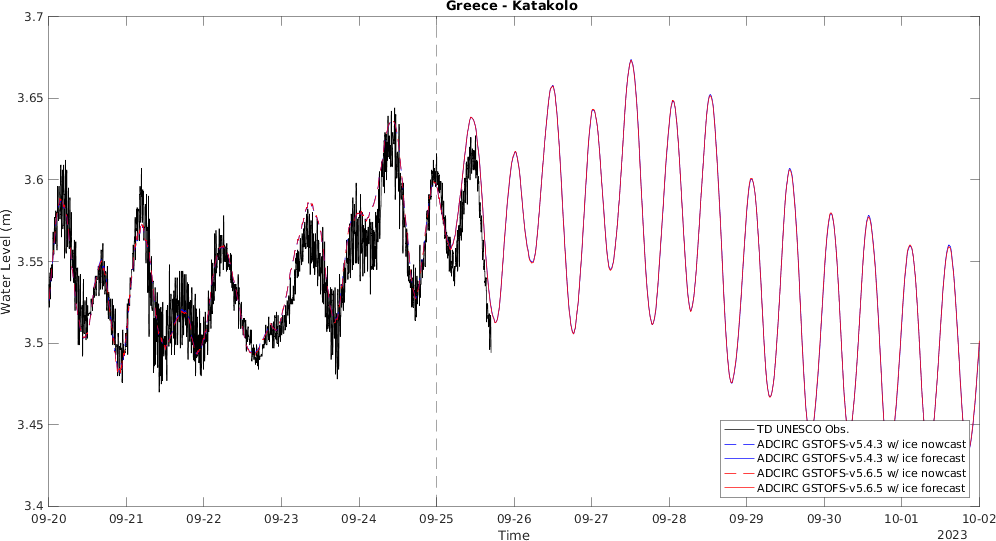 Greece - Katakolo
3.7
3.65
3.6
3.55
3.5
3.45
3.4
Water Level (m)
TD UNESCO Obs.
ADCIRC GSTOFS-v5.4.3 w/ ice nowcast
ADCIRC GSTOFS-v5.4.3 w/ ice forecast
ADCIRC GSTOFS-v5.6.5 w/ ice nowcast
ADCIRC GSTOFS-v5.6.5 w/ ice forecast
09-20 09-21 09-22 09-23 09-24 09-25 09-26 09-27 09-28 09-29 09-30 10-01 10-02
Time
2023